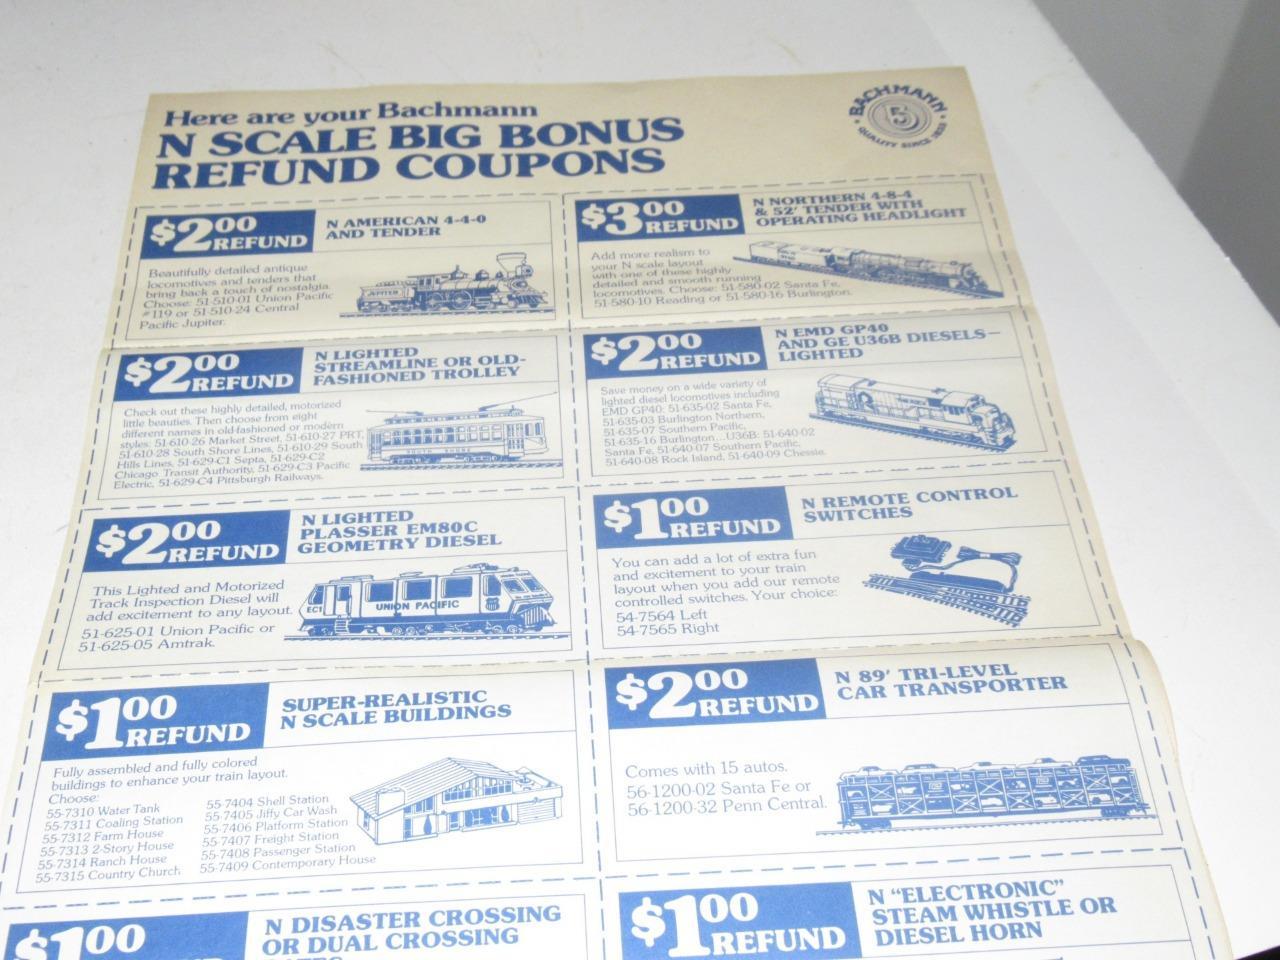 Here are your Bachmann
N SCALE BIG BONUS
REFUND COUPONS
BACHMANN
QUALITY SINCE 1833
$2.00 REFUND
N AMERICAN 4-4-0
AND TENDER
Beautifully detailed antique
locomotives and tenders that
bring back a touch of nostalgia.
Choose: 51-510-01 Union Pacific
#119 or 51-510-24 Central
Pacific Jupiter.
JUPITER
$3.00 REFUND
N NORTHERN 4-8-4
& 52' TENDER WITH
OPERATING HEADLIGHT
Add more realism to
your N scale layout
with one of these highly
detailed and smooth running
locomotives. Choose: 51-580-02 Santa Fe,
51-580-10 Reading or 51-580-16 Burlington.
$2.00 REFUND
N LIGHTED
STREAMLINE OR OLD-
FASHIONED TROLLEY
Check out these highly detailed, motorized
little beauties. Then choose from eight
different names in old-fashioned or modern
styles: 51-610-26 Market Street, 51-610-27 PRT,
51-610-28 South Shore Lines, 51-610-29 South
Hills Lines, 51-629-C1 Septa, 51-629-C2
Chicago Transit Authority, 51-629-C3 Pacific
Electric, 51-629-C4 Pittsburgh Railways.
SOUTH SHORE
$2.00 REFUND
N EMD GP40
AND GE U36B DIESELS—
LIGHTED
Save money on a wide variety of
lighted diesel locomotives including
EMD GP40: 51-635-02 Santa Fe,
51-635-03 Burlington Northern,
51-635-07 Southern Pacific,
51-635-16 Burlington...U36B: 51-640-02
Santa Fe, 51-640-07 Southern Pacific,
51-640-08 Rock Island, 51-640-09 Chessie.
$2.00 REFUND
N LIGHTED
PLASSER EM80C
GEOMETRY DIESEL
This Lighted and Motorized
Track Inspection Diesel will
add excitement to any layout.
51-625-01 Union Pacific or
51-625-05 Amtrak.
EC1 UNION PACIFIC
$1.00 REFUND
N REMOTE CONTROL
SWITCHES
You can add a lot of extra fun
and excitement to your train
layout when you add our remote
controlled switches. Your choice:
54-7564 Left
54-7565 Right
$1.00 REFUND
SUPER-REALISTIC
N SCALE BUILDINGS
Fully assembled and fully colored
buildings to enhance your train layout.
Choose:
55-7310 Water Tank
55-7311 Coaling Station
55-7312 Farm House
55-7313 2-Story House
55-7314 Ranch House
55-7315 Country Church
55-7404 Shell Station
55-7405 Jiffy Car Wash
55-7406 Platform Station
55-7407 Freight Station
55-7408 Passenger Station
55-7409 Contemporary House
$2.00 REFUND
N 89' TRI-LEVEL
CAR TRANSPORTER
Comes with 15 autos.
56-1200-02 Santa Fe or
56-1200-32 Penn Central.
$1.00
N DISASTER CROSSING
OR DUAL CROSSING
$1.00 REFUND
N "ELECTRONIC"
STEAM WHISTLE OR
DIESEL HORN